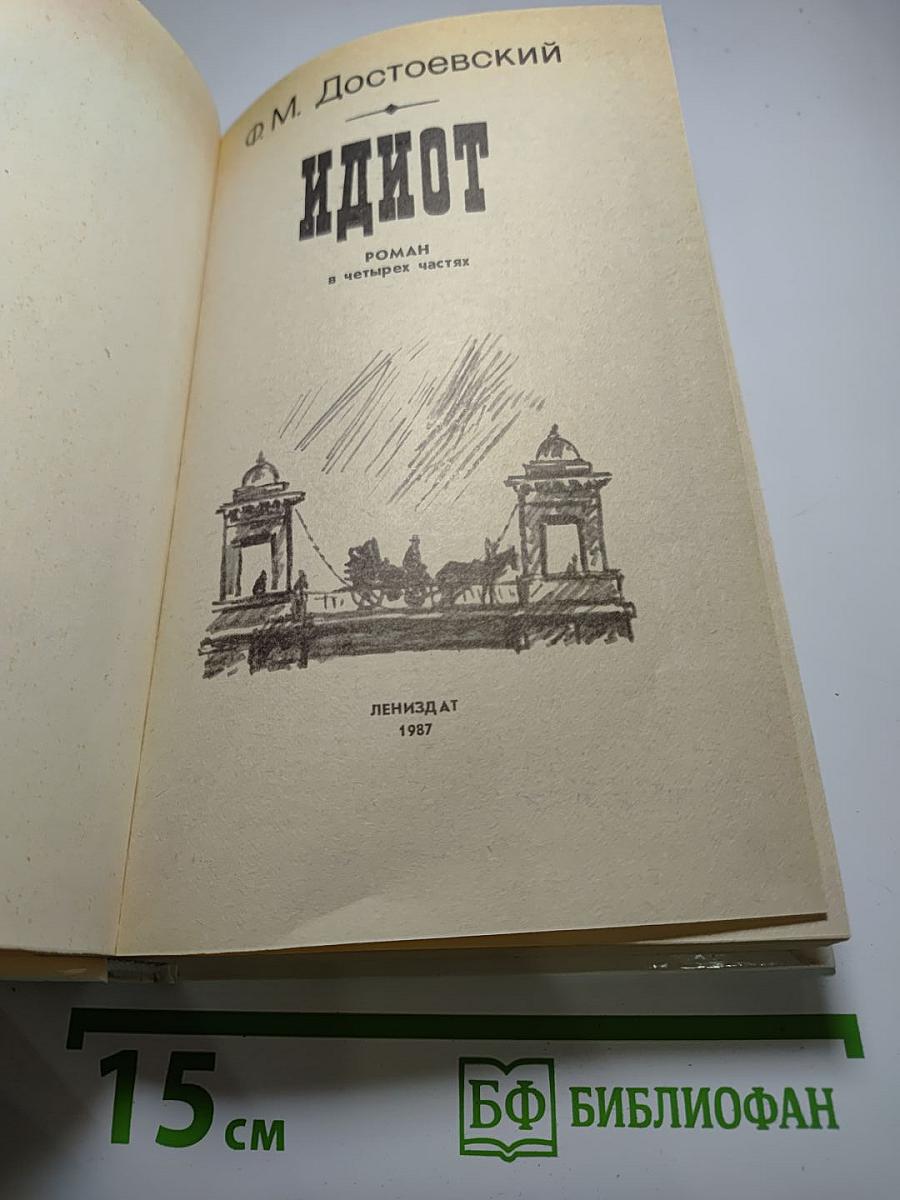 Ф. М. Достоевский
ИДИОТ
РОМАН
в четырех частях
ЛЕНИЗДАТ
1987
15 см
БФ БИБЛИОФАН